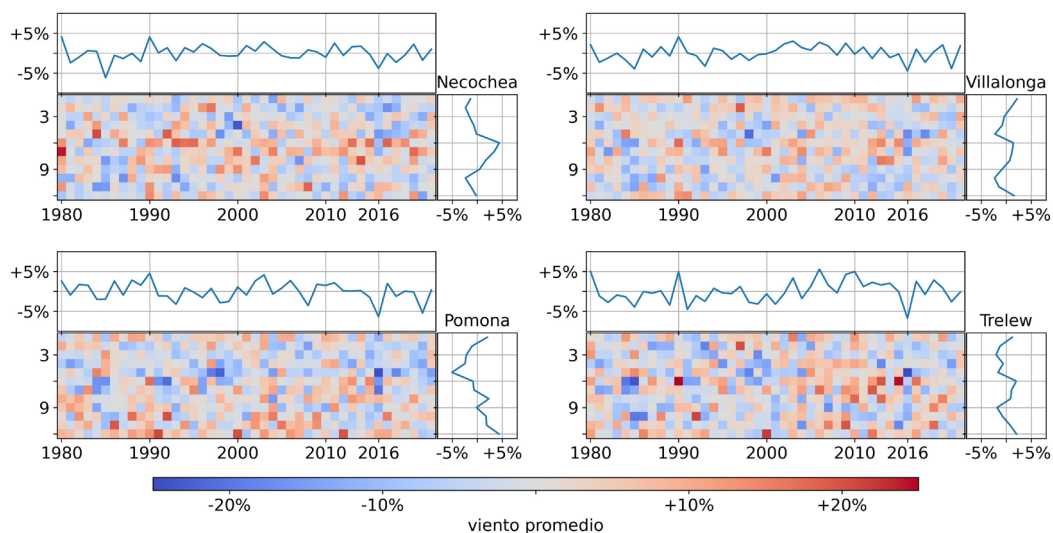 +5%
-5%
Necochea
3
9
1980 1990 2000 2010 2016
-5% +5%
+5%
-5%
Villalonga
3
9
1980 1990 2000 2010 2016
-5% +5%
+5%
-5%
Pomona
3
9
1980 1990 2000 2010 2016
-5% +5%
+5%
-5%
Trelew
3
9
1980 1990 2000 2010 2016
-5% +5%
-20% -10% +10% +20%
viento promedio